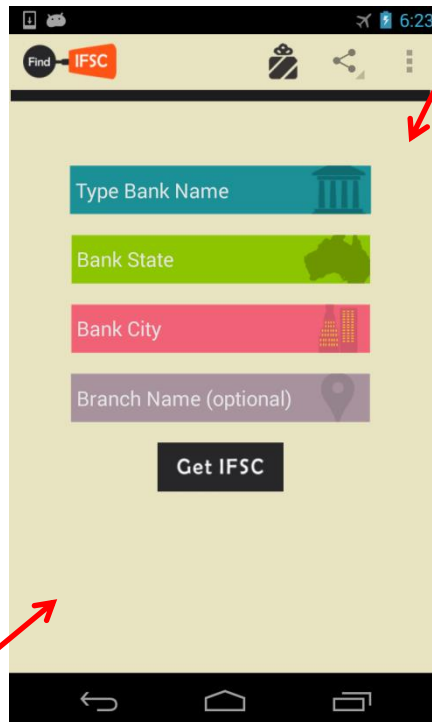 6:23
Find IFSC
Type Bank Name
Bank State
Bank City
Branch Name (optional)
Get IFSC